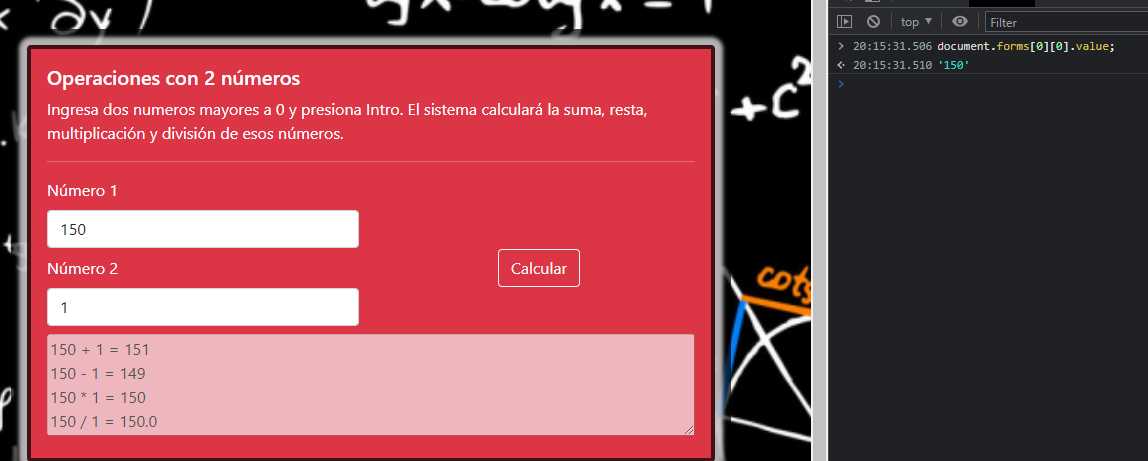 Operaciones con 2 números
Ingresa dos numeros mayores a 0 y presiona Intro. El sistema calculará la suma, resta,
multiplicación y división de esos números.
Número 1
150
Número 2
Calcular
1
150 + 1 = 151
150 - 1 = 149
150 * 1 = 150
150 / 1 = 150.0
top ▼
Filter
20:15:31.506 document.forms[0][0].value;
20:15:31.510 '150'
+c²
cots